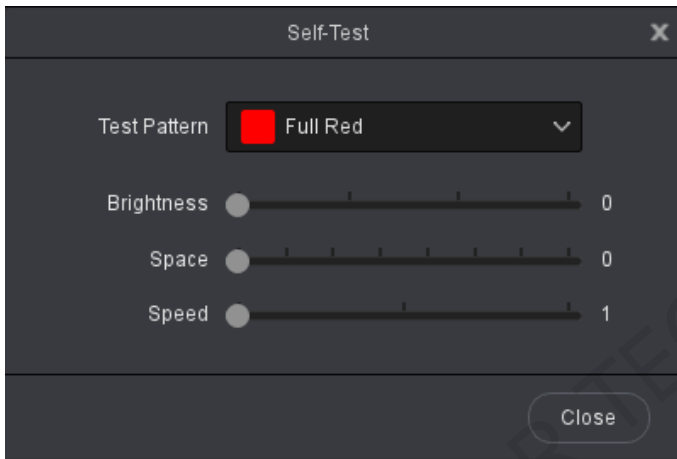 Self-Test
Test Pattern Full Red
Brightness 0
Space 0
Speed 1
Close